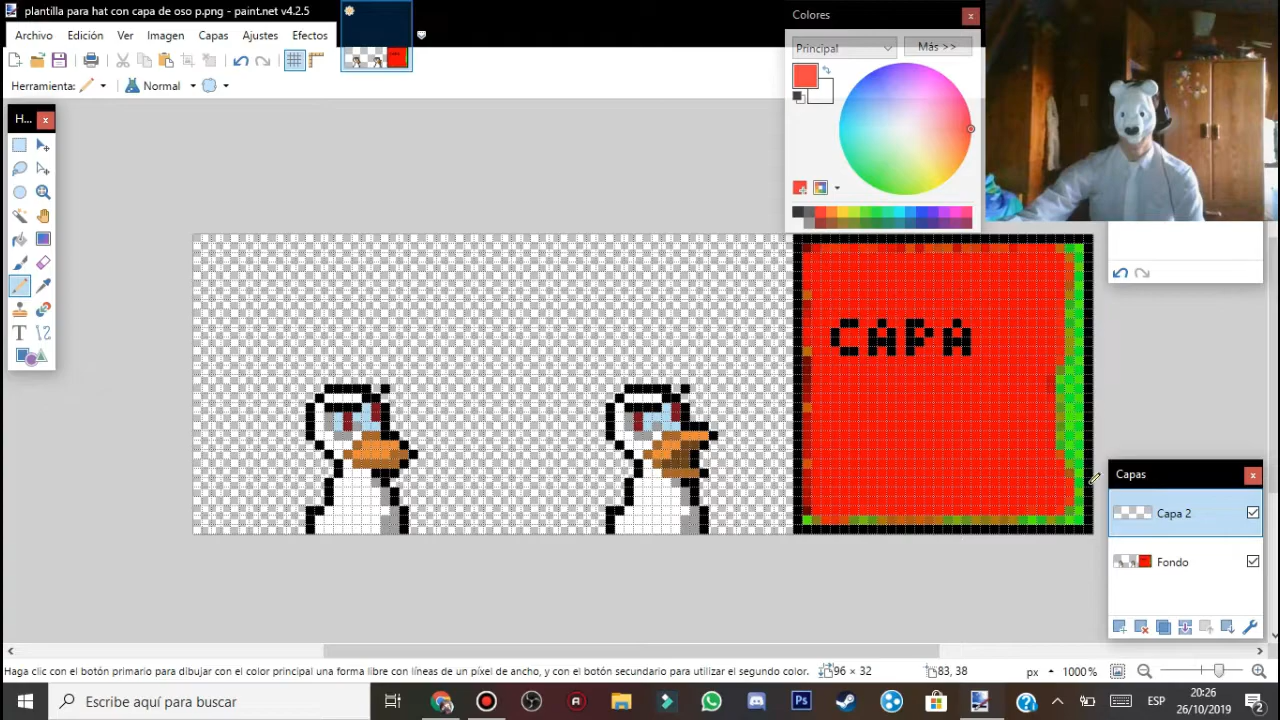 plantilla para hat con capa de oso p.png - paint.net v4.2.5
Archivo Edición Ver Imagen Capas Ajustes Efectos
Herramienta: Normal
H...
Colores
Principal Más >>
CAPA
Capas
Capa 2
Fondo
Haga clic con el botón primario para dibujar con el color principal una forma libre con líneas de un píxel de ancho, y con el botón secundario para utilizar el segundo color.
96 × 32
83, 38
px
1000%
Escribe aquí para buscar
ESP
20:26
26/10/2019
2